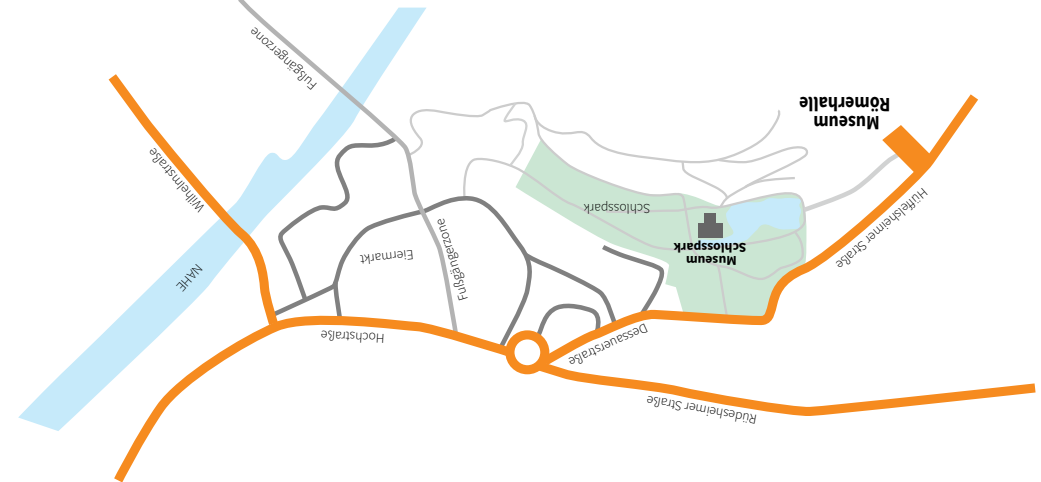 Rüdesheimer Straße
Dessauerstraße
Hochstraße
NAHE
Fußgängerzone
Eiermarkt
Museum
Schlosspark
Hüffelsheimer Straße
Schlosspark
Wilhelmstraße
Museum
Römerhalle
Fußgängerzone